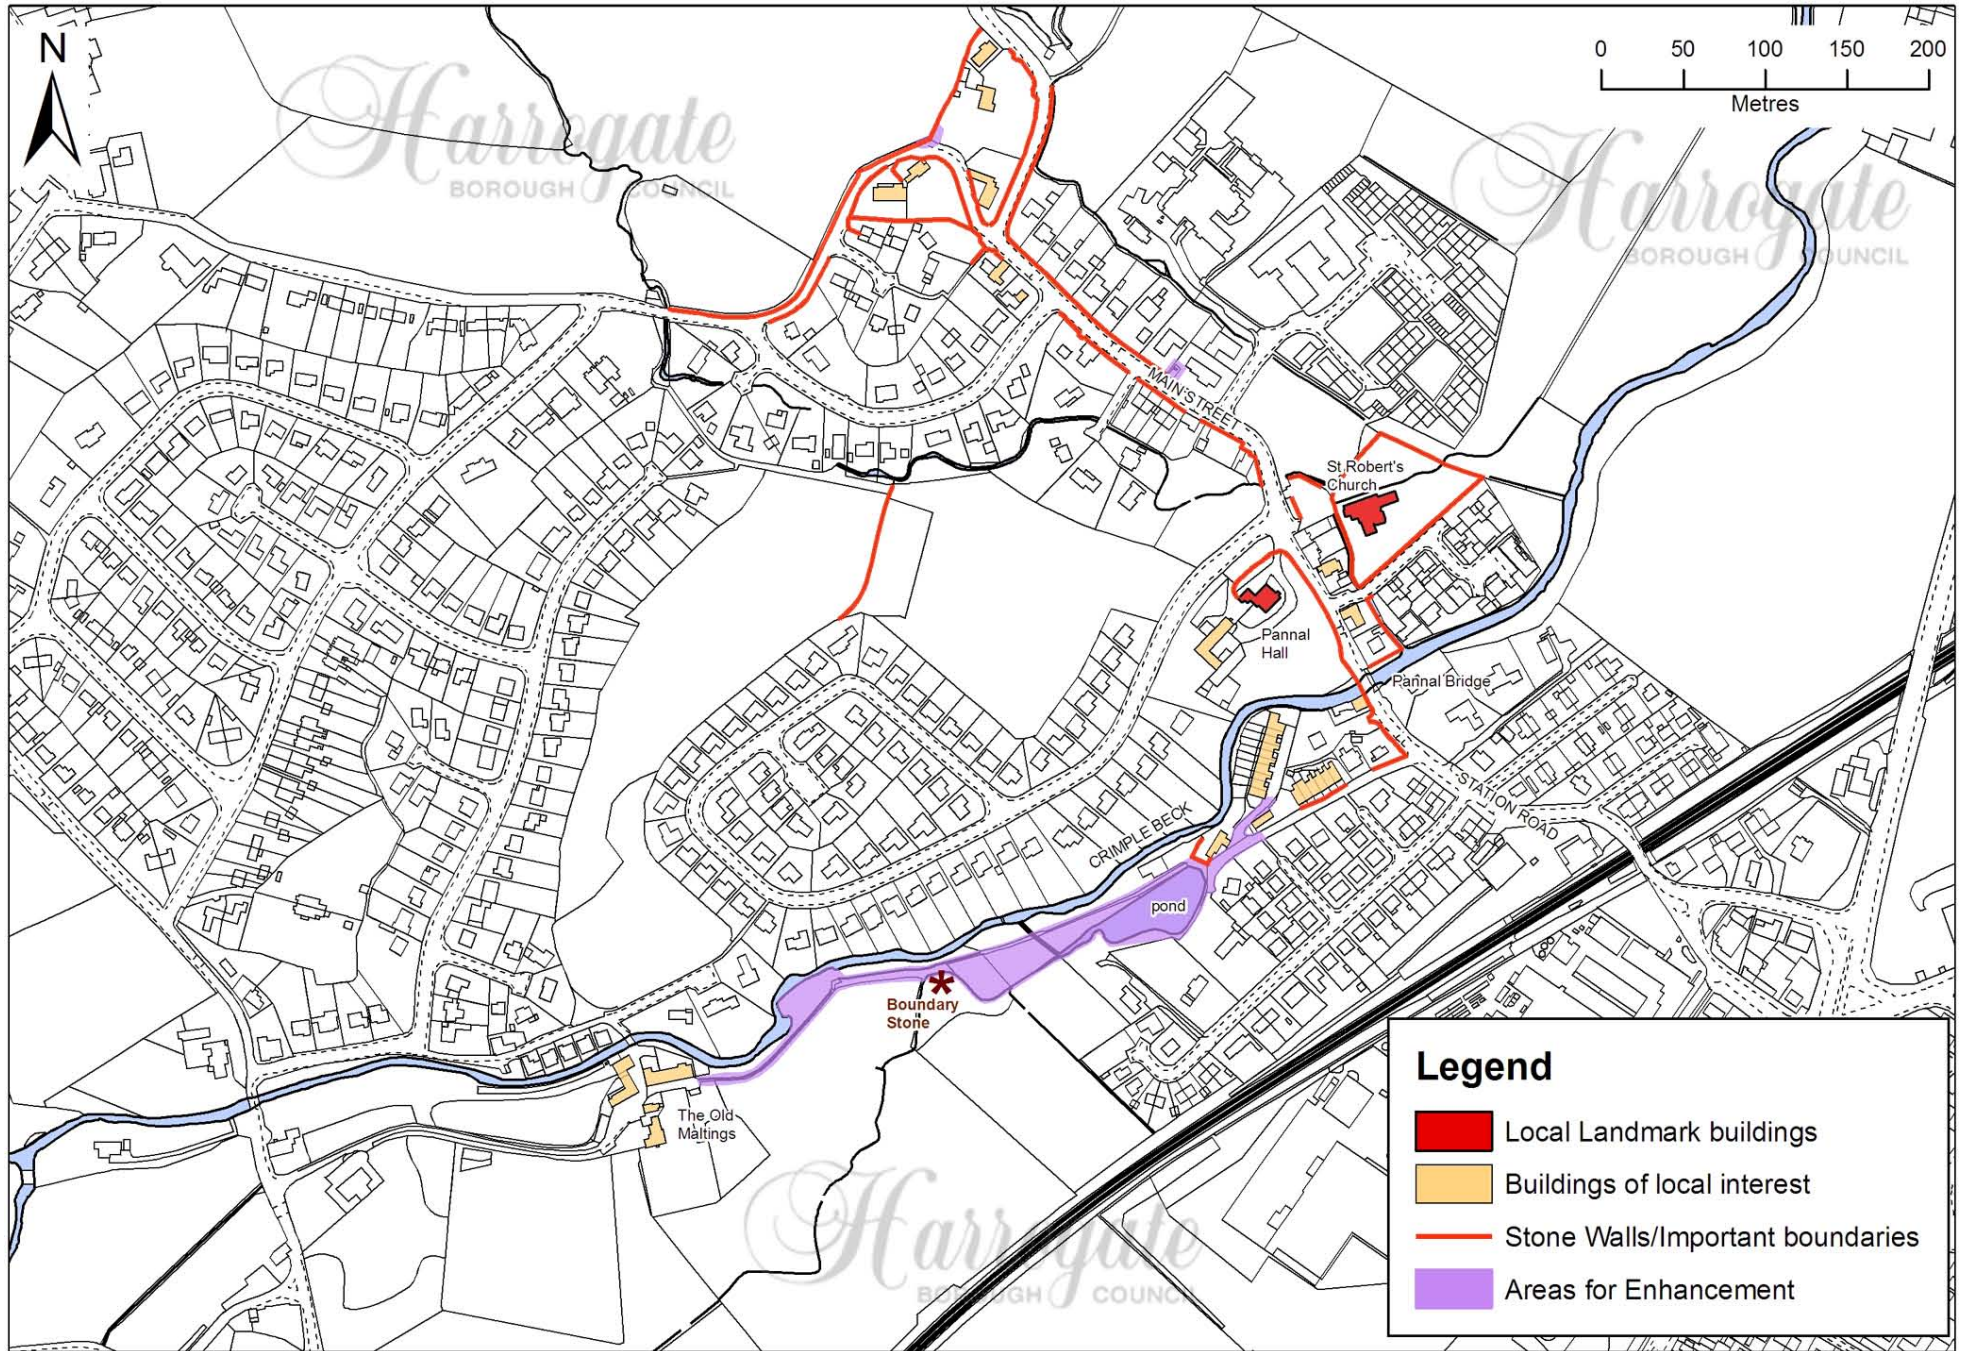 N
0 50 100 150 200
Metres
Harrogate
BOROUGH COUNCIL
Harrogate
BOROUGH COUNCIL
MAIN STREET
St Robert's
Church
Pannal
Hall
Pannal Bridge
STATION ROAD
CRIMPLE BECK
pond
Boundary
Stone
The Old
Maltings
Harrogate
BOROUGH COUNCIL
Legend
Local Landmark buildings
Buildings of local interest
Stone Walls/Important boundaries
Areas for Enhancement